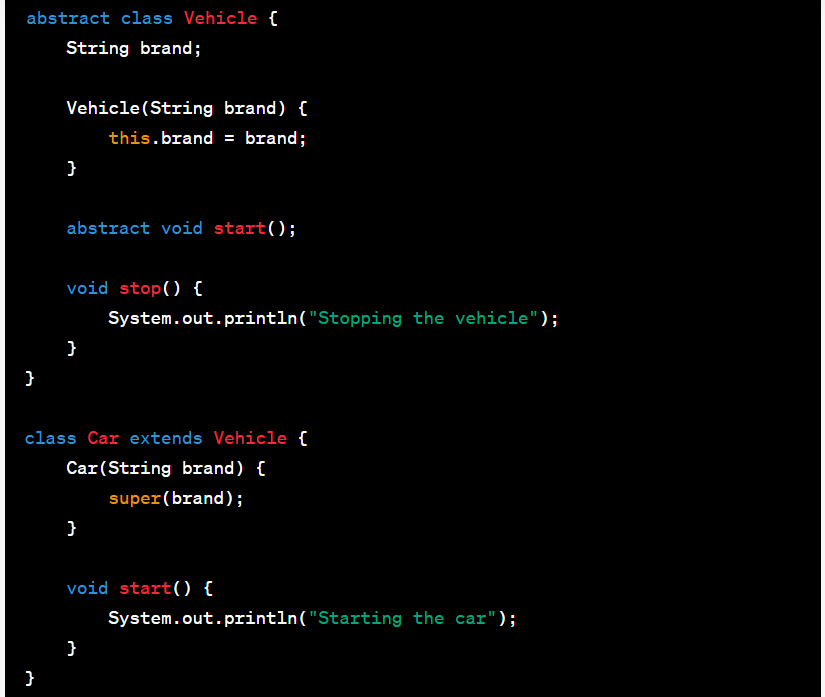 abstract class Vehicle {
    String brand;

    Vehicle(String brand) {
        this.brand = brand;
    }

    abstract void start();

    void stop() {
        System.out.println("Stopping the vehicle");
    }
}

class Car extends Vehicle {
    Car(String brand) {
        super(brand);
    }

    void start() {
        System.out.println("Starting the car");
    }
}